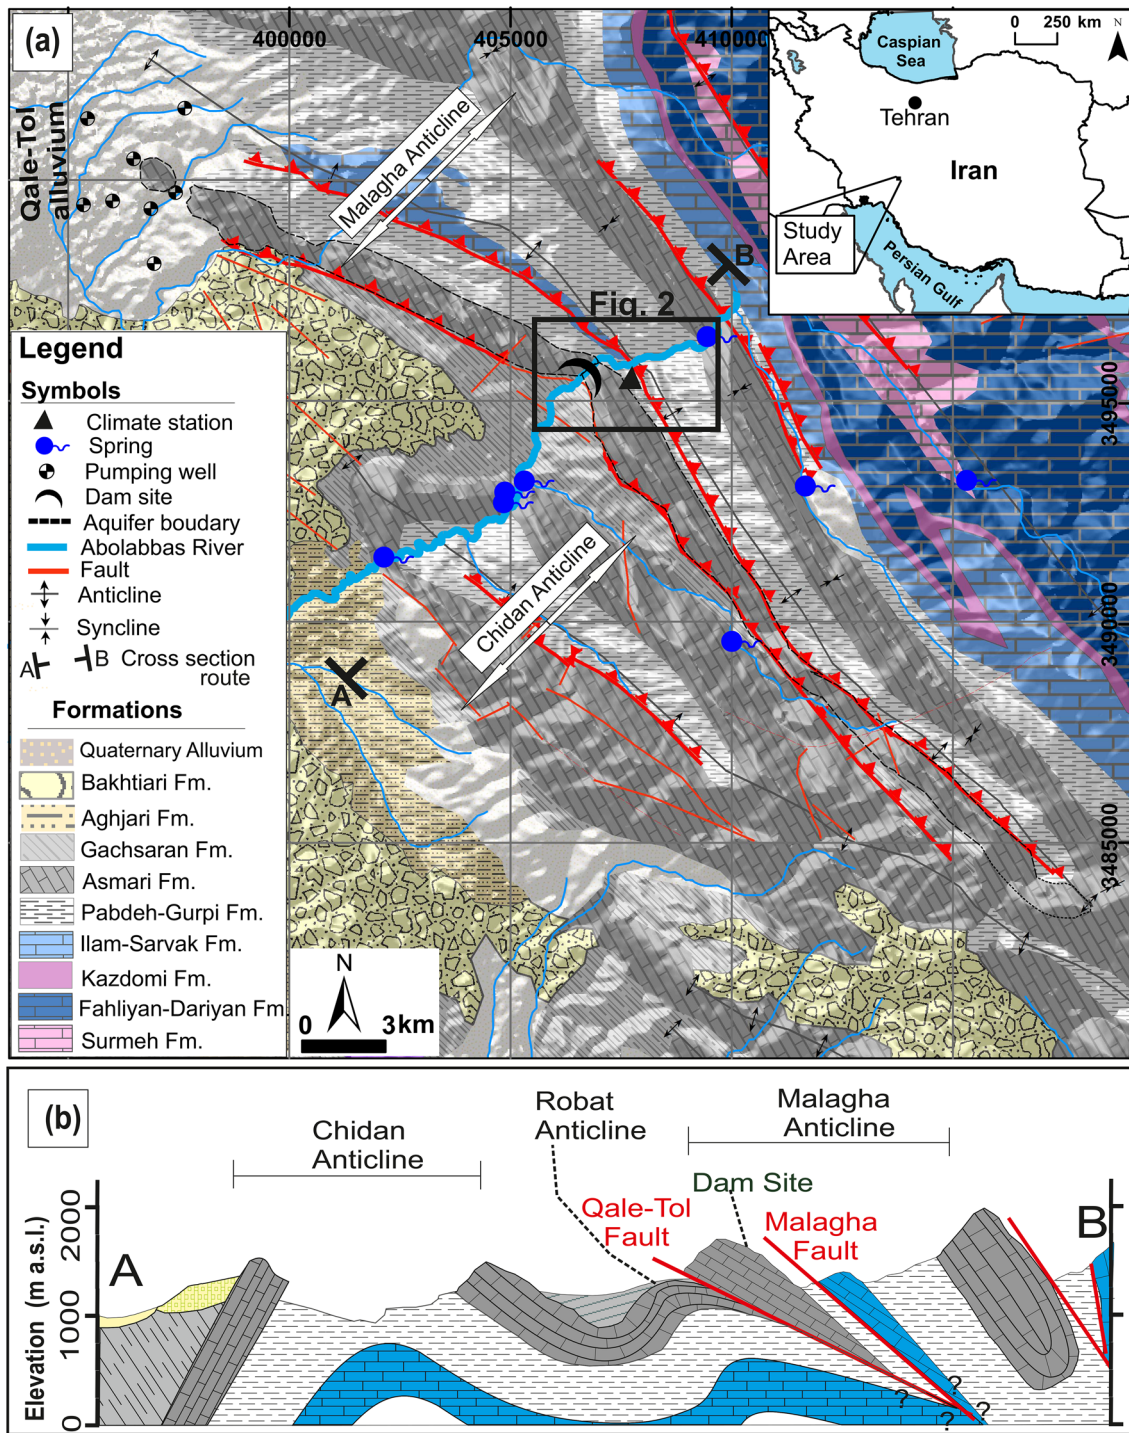 (a)
400000
405000
410000
0 250 km
N
Caspian
Sea
Tehran
Iran
Study
Area
Persian Gulf
Qale-Tol
alluvium
Malagha Anticline
B
Fig. 2
3495000
3490000
3485000
Chidan Anticline
A
Legend
Symbols
Climate station
Spring
Pumping well
Dam site
Aquifer boudary
Abolabbas River
Fault
Anticline
Syncline
A B Cross section
route
Formations
Quaternary Alluvium
Bakhtiari Fm.
Aghjari Fm.
Gachsaran Fm.
Asmari Fm.
Pabdeh-Gurpi Fm.
Ilam-Sarvak Fm.
Kazdomi Fm.
Fahliyan-Dariyan Fm
Surmeh Fm.
N
0 3km
(b)
Chidan
Anticline
Robat
Anticline
Malagha
Anticline
Dam Site
Qale-Tol
Fault
Malagha
Fault
A
B
Elevation (m a.s.l.)
2000
1000
0
? ? ? ?